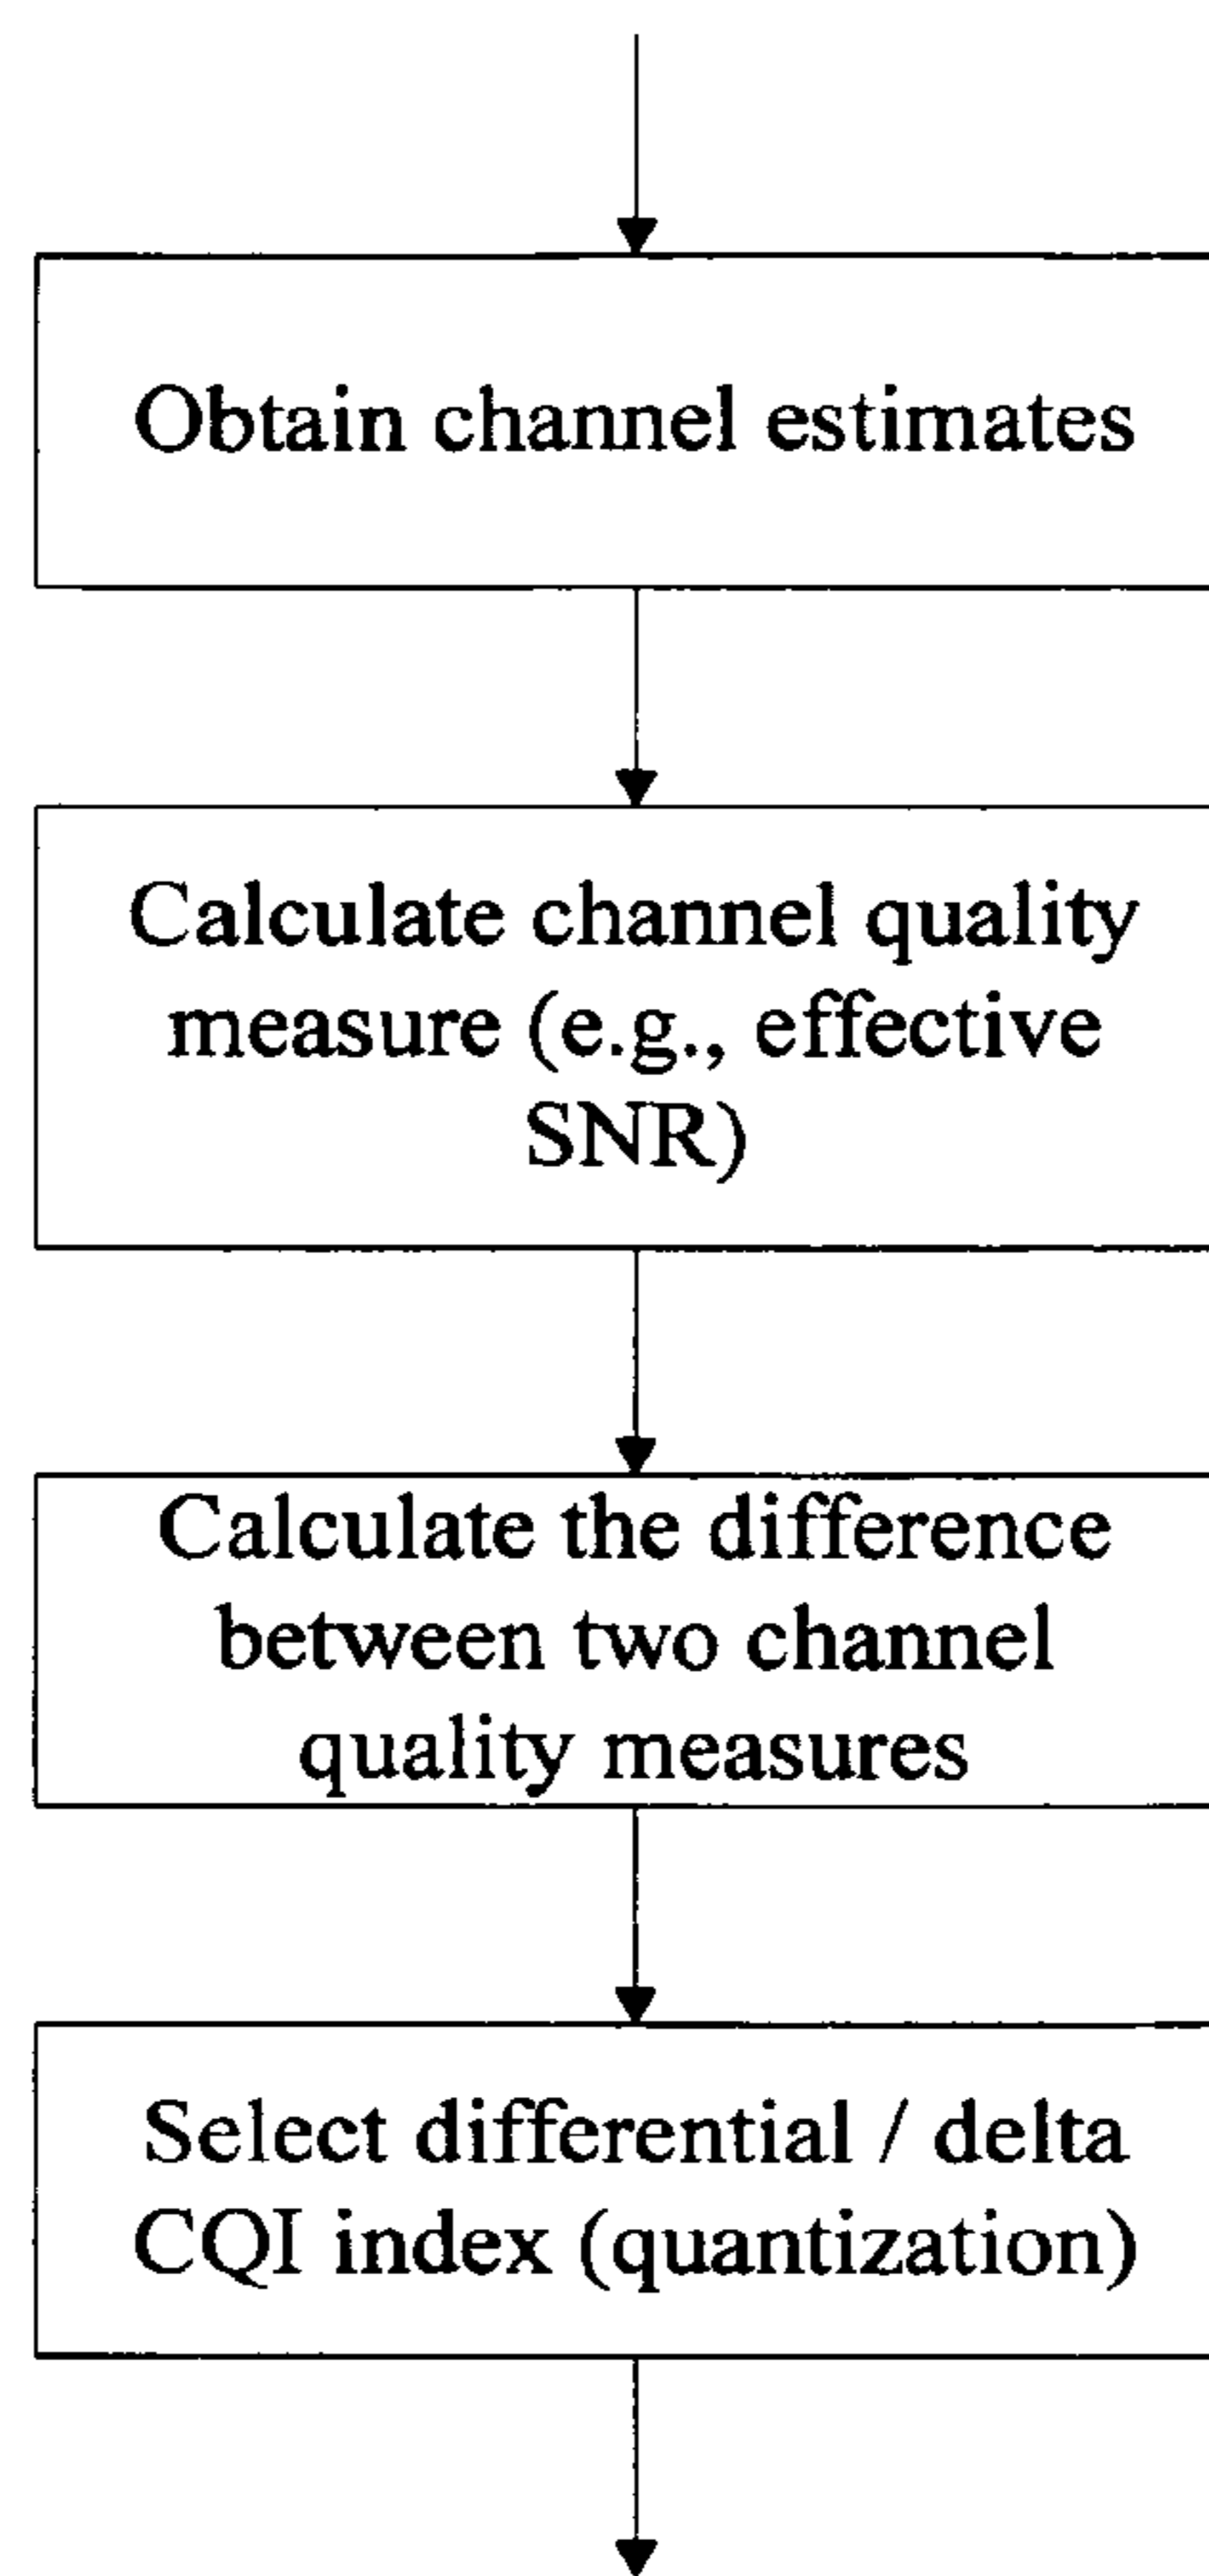 Obtain channel estimates
Calculate channel quality
measure (e.g., effective
SNR)
Calculate the difference
between two channel
quality measures
Select differential / delta
CQI index (quantization)